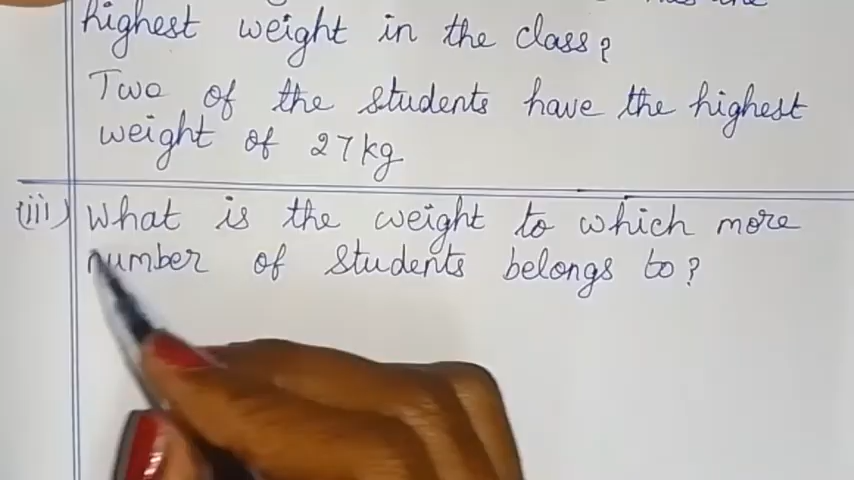 highest weight in the class?
Two of the students have the highest
weight of 27kg
(iii) What is the weight to which more
number of students belongs to?